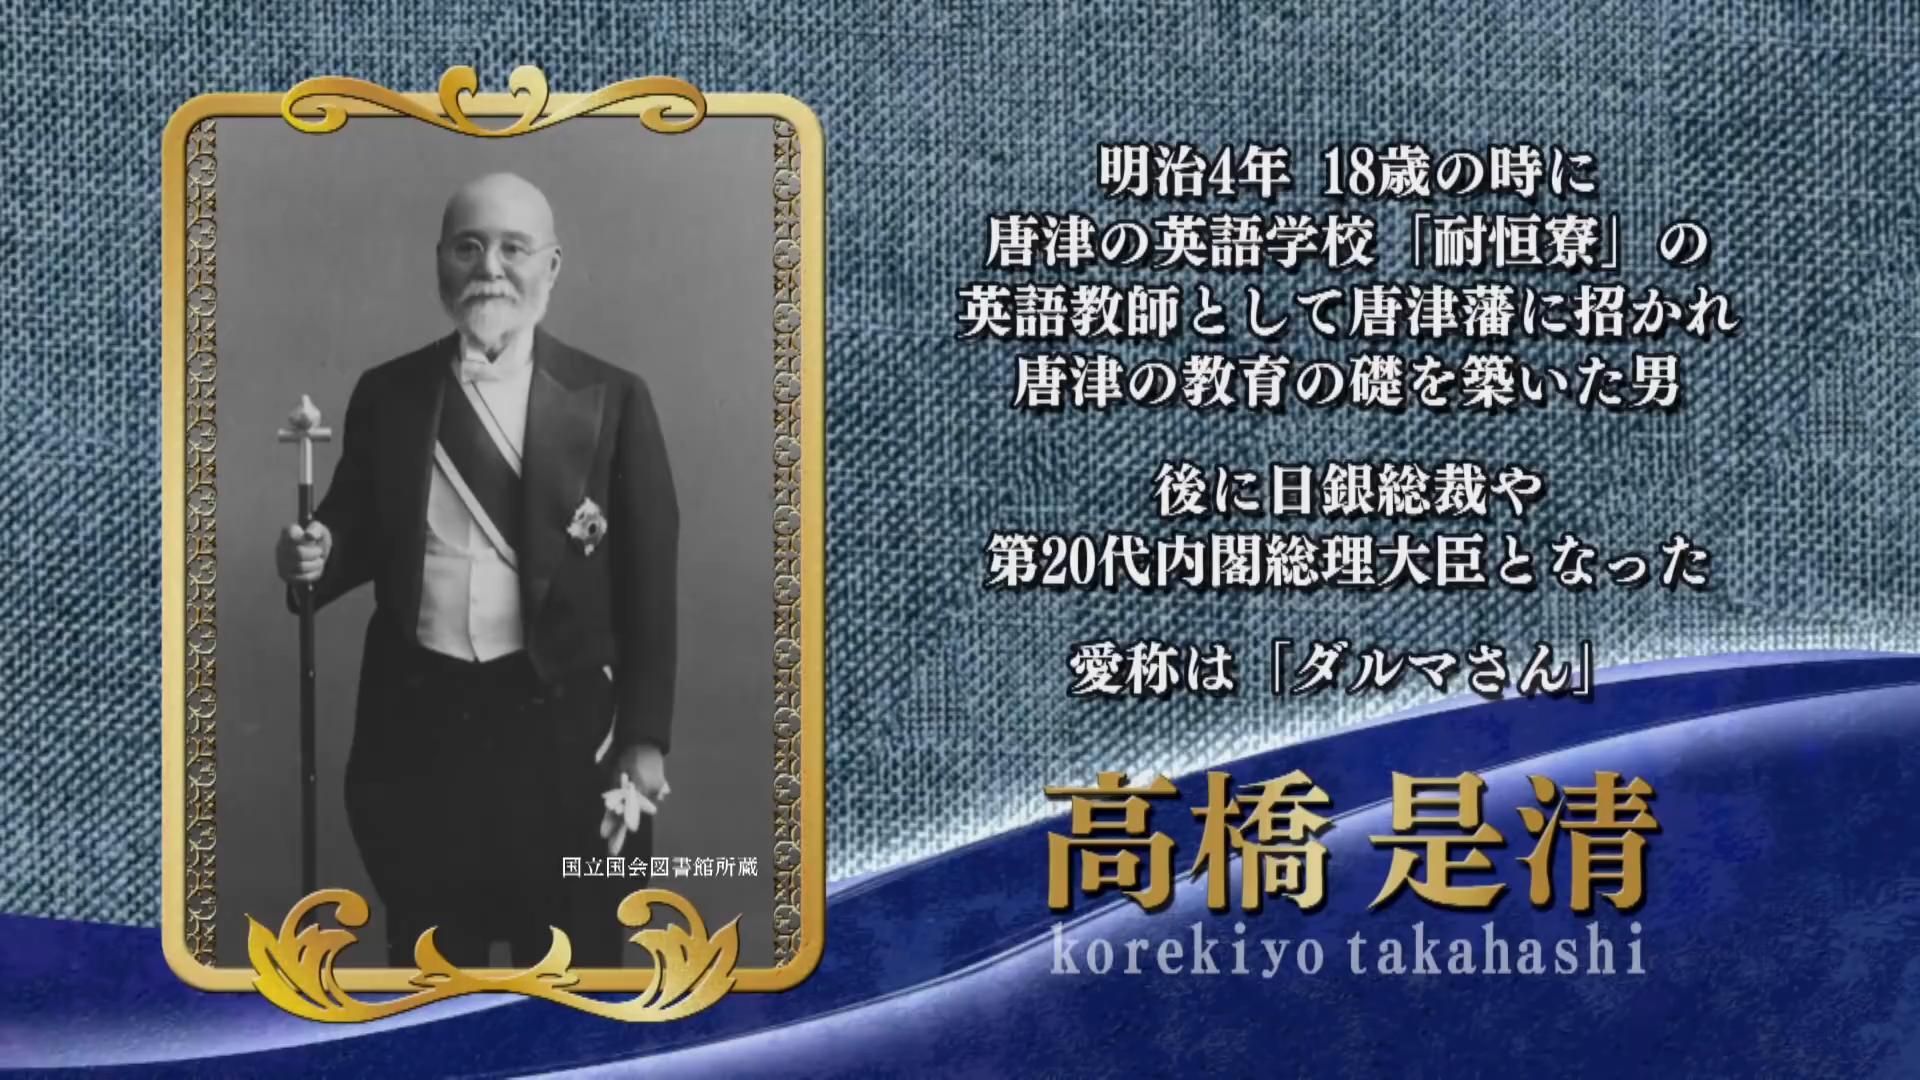 明治4年 18歳の時に
唐津の英語学校「耐恒寮」の
英語教師として唐津藩に招かれ
唐津の教育の礎を築いた男
後に日銀総裁や
第20代内閣総理大臣となった
愛称は「ダルマさん」
高橋 是清
korekiyo takahashi
国立国会図書館所蔵